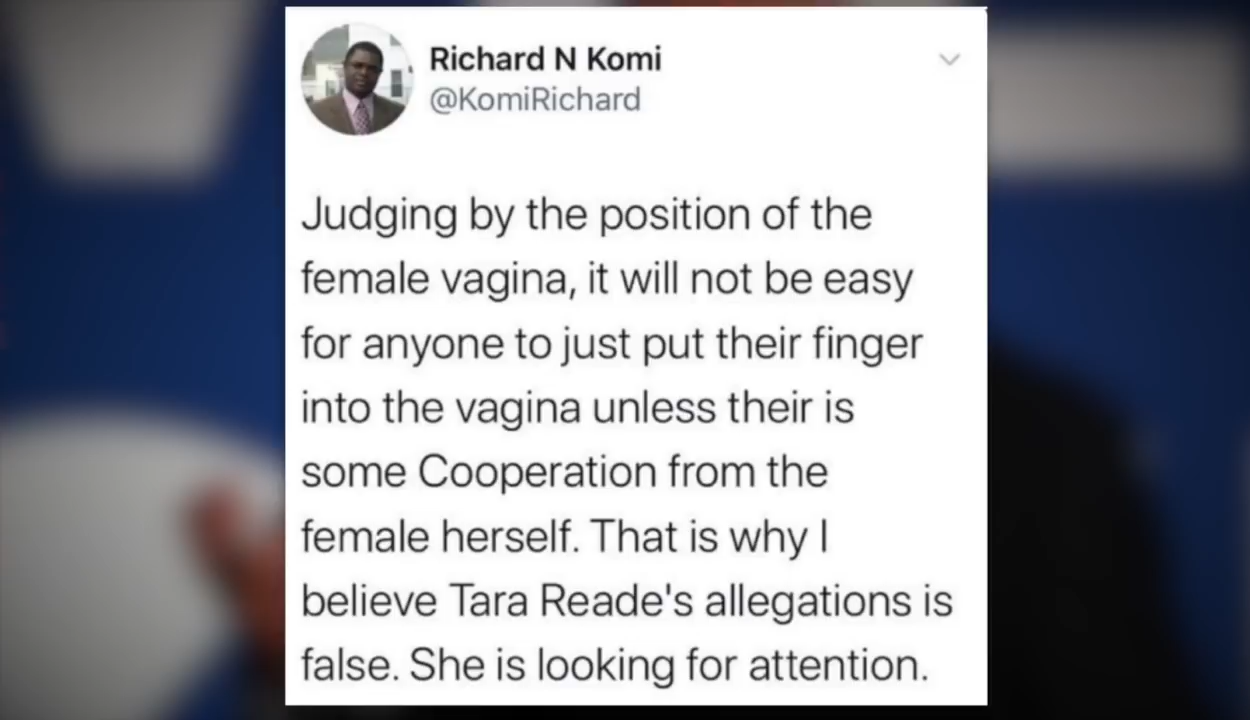 Richard N Komi
@KomiRichard
Judging by the position of the
female vagina, it will not be easy
for anyone to just put their finger
into the vagina unless their is
some Cooperation from the
female herself. That is why I
believe Tara Reade's allegations is
false. She is looking for attention.